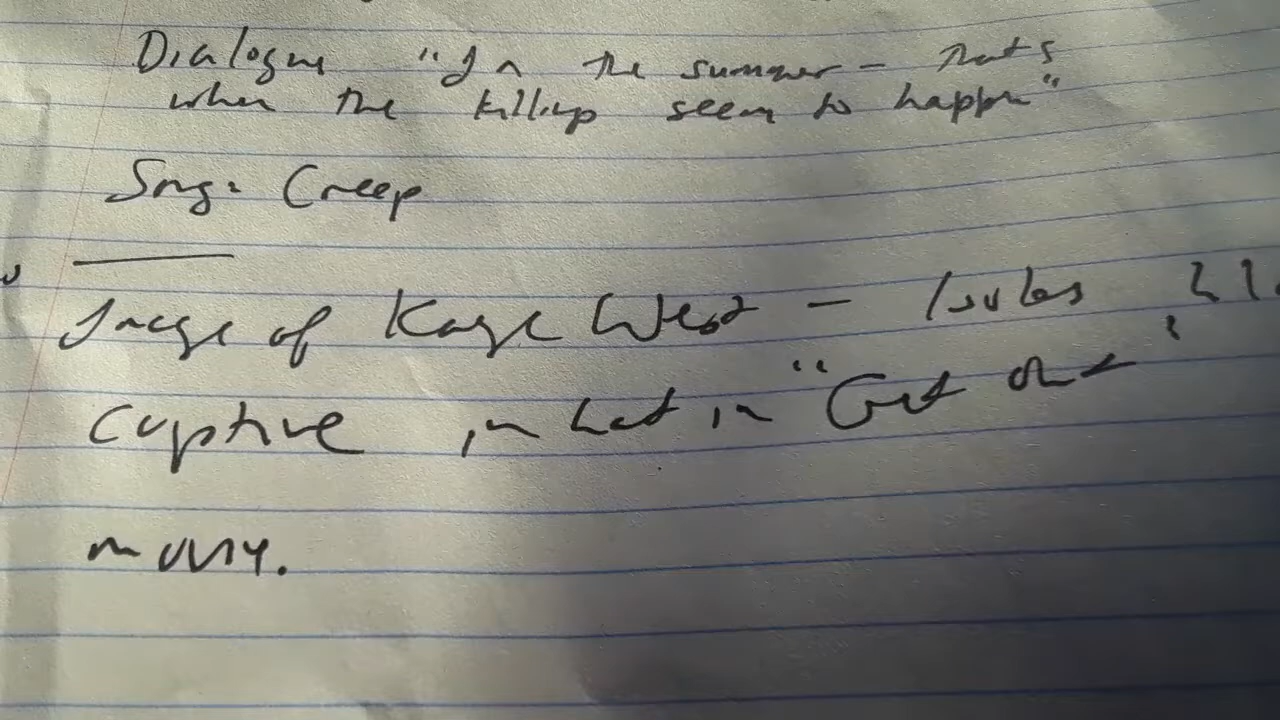 Dialogue "In the summer – that's
when the killings seem to happen"
Song: Creep
Image of Kanye West – looks li
captive in hat in "Get Out"
movie.